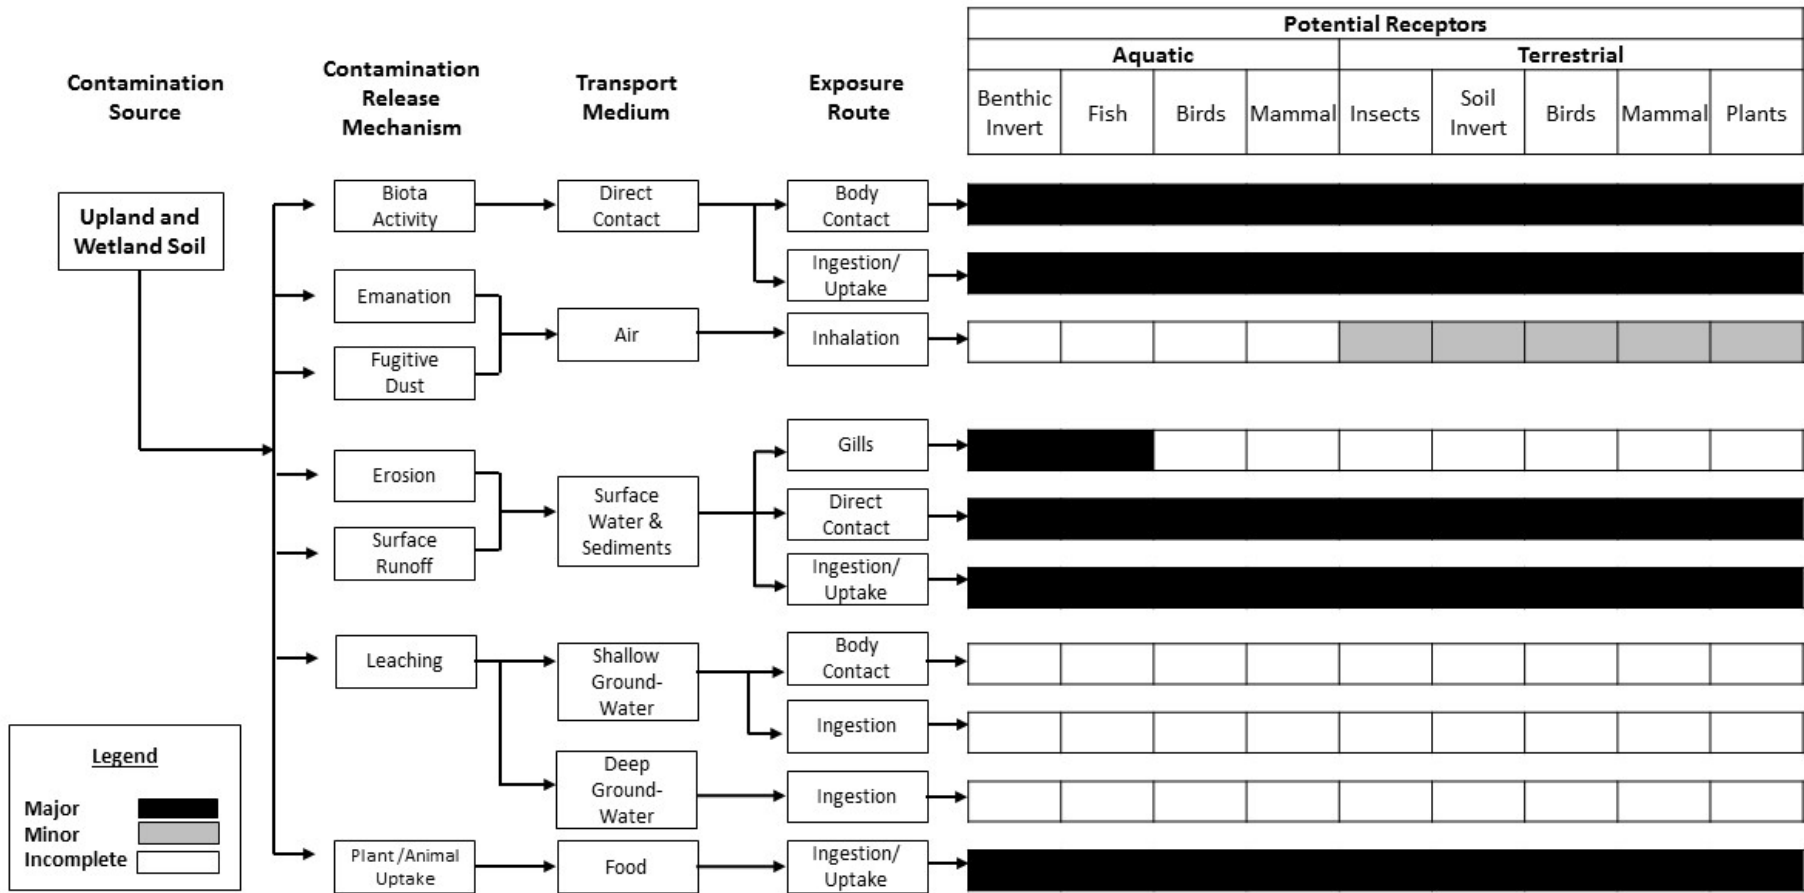 Potential Receptors
Aquatic
Terrestrial
Contamination
Source
Contamination
Release
Mechanism
Transport
Medium
Exposure
Route
Benthic
Invert
Fish
Birds
Mammal
Insects
Soil
Invert
Birds
Mammal
Plants
Upland and
Wetland Soil
Biota
Activity
Direct
Contact
Body
Contact
Ingestion/
Uptake
Emanation
Fugitive
Dust
Air
Inhalation
Erosion
Surface
Runoff
Surface
Water &
Sediments
Gills
Direct
Contact
Ingestion/
Uptake
Leaching
Shallow
Ground-
Water
Body
Contact
Ingestion
Deep
Ground-
Water
Ingestion
Plant/Animal
Uptake
Food
Ingestion/
Uptake
Legend
Major
Minor
Incomplete